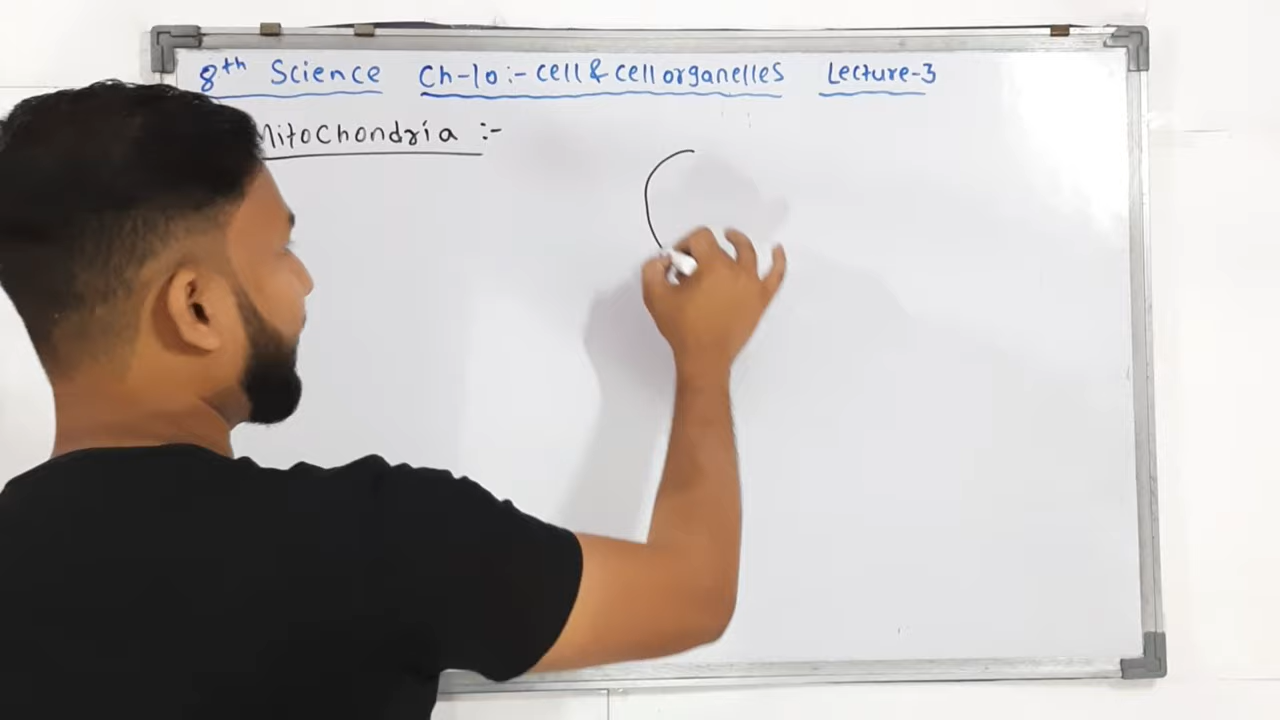 8th Science Ch-10:- cell & cell organelles Lecture-3
Mitochondria :-